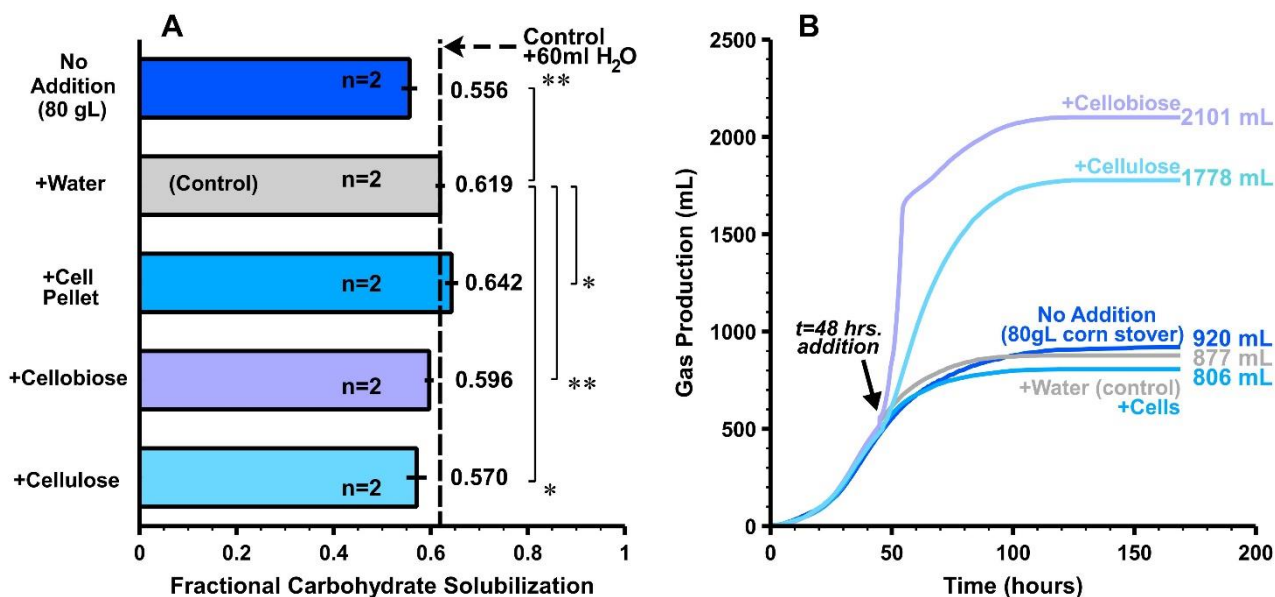 A
Control
+60ml H₂O
No
Addition
(80 gL)
n=2
0.556
**
+Water
(Control)
n=2
0.619
+Cell
Pellet
n=2
0.642
*
+Cellobiose
n=2
0.596
**
+Cellulose
n=2
0.570
*
0
0.2
0.4
0.6
0.8
1
Fractional Carbohydrate Solubilization
B
Gas Production (mL)
2500
2000
1500
1000
500
0
+Cellobiose
2101 mL
+Cellulose
1778 mL
t=48 hrs.
addition
No Addition
(80gL corn stover)
920 mL
877 mL
+Water (control)
806 mL
+Cells
0
50
100
150
200
Time (hours)